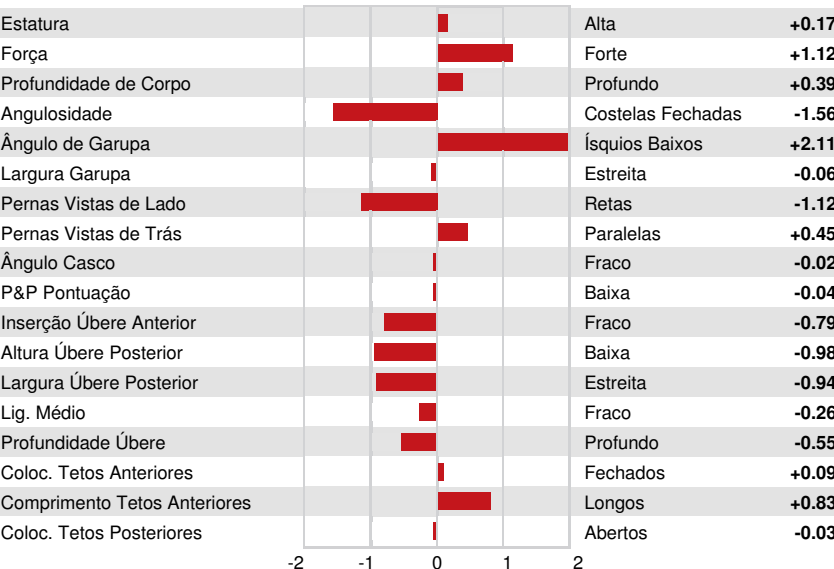 Estatura Alta +0.17
Força Forte +1.12
Profundidade de Corpo Profundo +0.39
Angulosidade Costelas Fechadas -1.56
Ângulo de Garupa Ísquios Baixos +2.11
Largura Garupa Estreita -0.06
Pernas Vistas de Lado Retas -1.12
Pernas Vistas de Trás Paralelas +0.45
Ângulo Casco Fraco -0.02
P&P Pontuação Baixa -0.04
Inserção Úbere Anterior Fraco -0.79
Altura Úbere Posterior Baixa -0.98
Largura Úbere Posterior Estreita -0.94
Lig. Médio Fraco -0.26
Profundidade Úbere Profundo -0.55
Coloc. Tetos Anteriores Fechados +0.09
Comprimento Tetos Anteriores Longos +0.83
Coloc. Tetos Posteriores Abertos -0.03
-2 -1 0 1 2